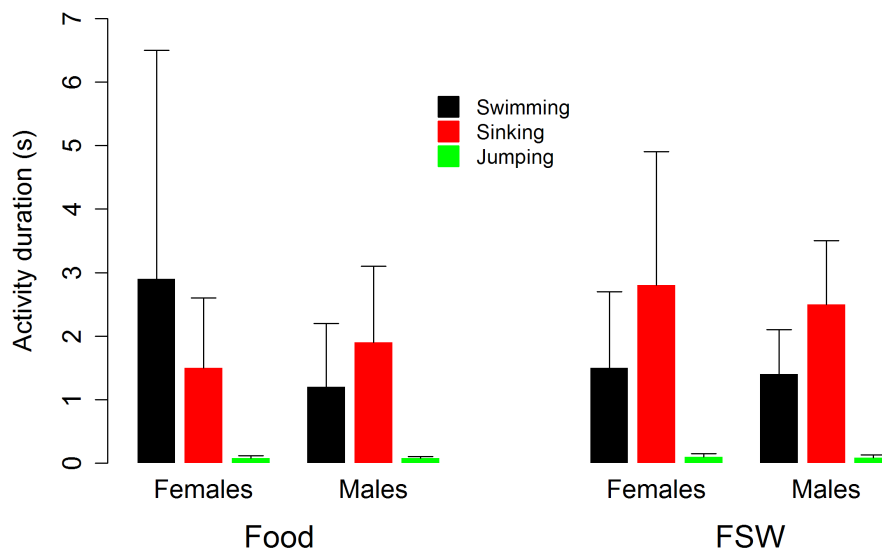 Activity duration (s)
7
6
5
4
3
2
1
0
Swimming
Sinking
Jumping
Females
Males
Females
Males
Food
FSW